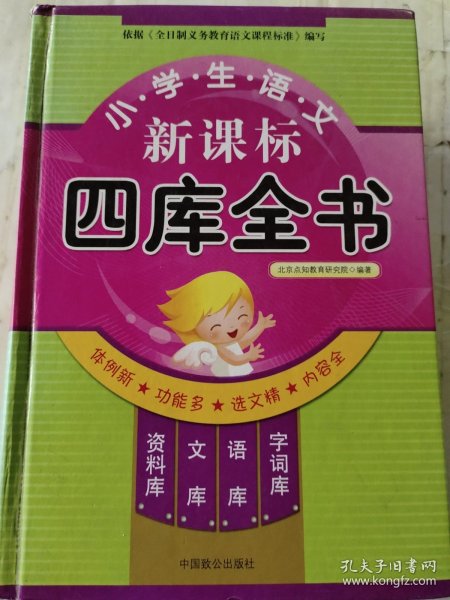 依据《全日制义务教育语文课程标准》编写
小·学·生·语·文
新课标
四库全书
北京点知教育研究院◎编著
体例新★功能多★选文精★内容全
资料库
文库
语库
字词库
中国致公出版社
孔夫子旧书网
www.kongfz.com